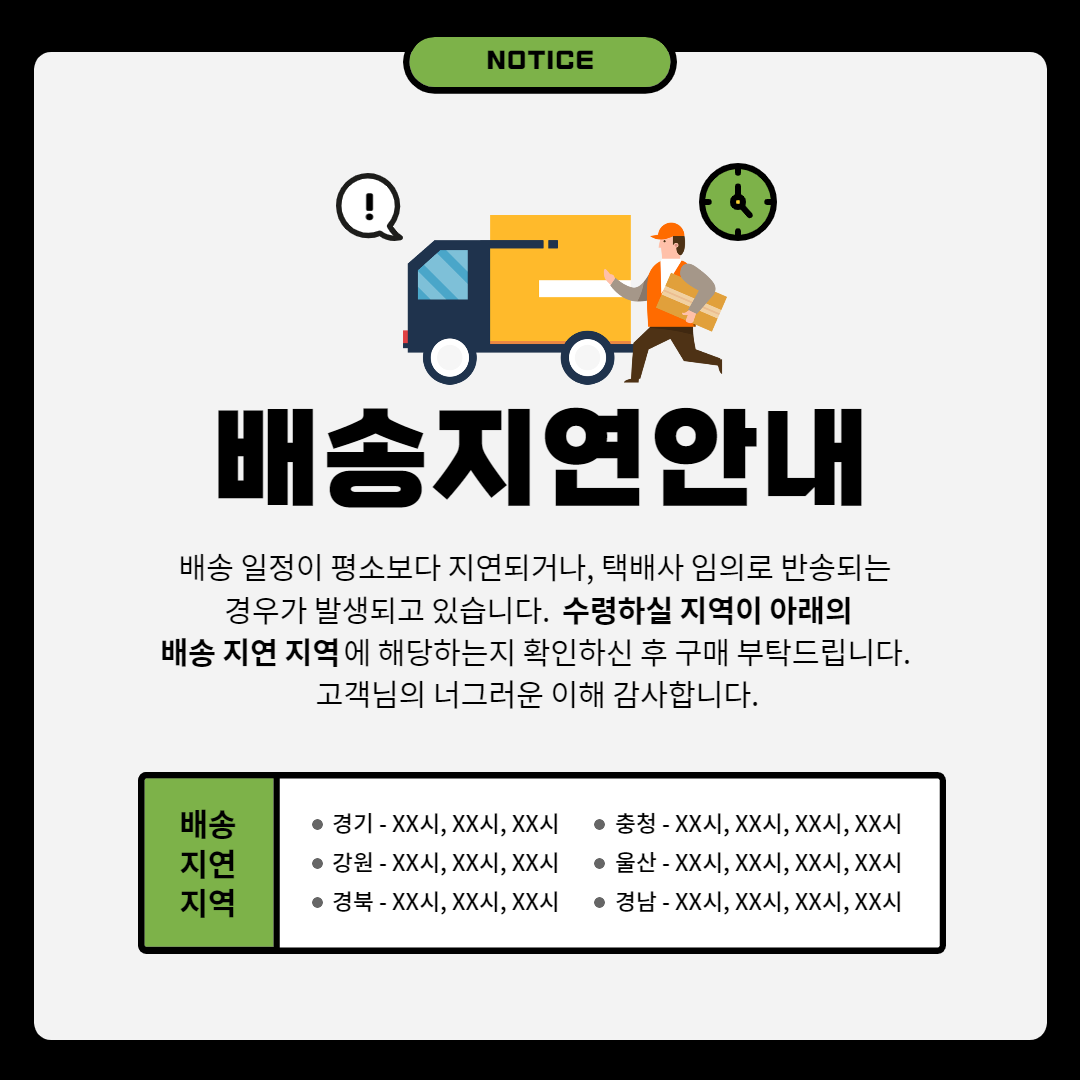 NOTICE
!
배송지연안내
배송 일정이 평소보다 지연되거나, 택배사 임의로 반송되는
경우가 발생되고 있습니다. 수령하실 지역이 아래의
배송 지연 지역에 해당하는지 확인하신 후 구매 부탁드립니다.
고객님의 너그러운 이해 감사합니다.
배송
지연
지역
경기 - XX시, XX시, XX시
강원 - XX시, XX시, XX시
경북 - XX시, XX시, XX시
충청 - XX시, XX시, XX시, XX시
울산 - XX시, XX시, XX시, XX시
경남 - XX시, XX시, XX시, XX시